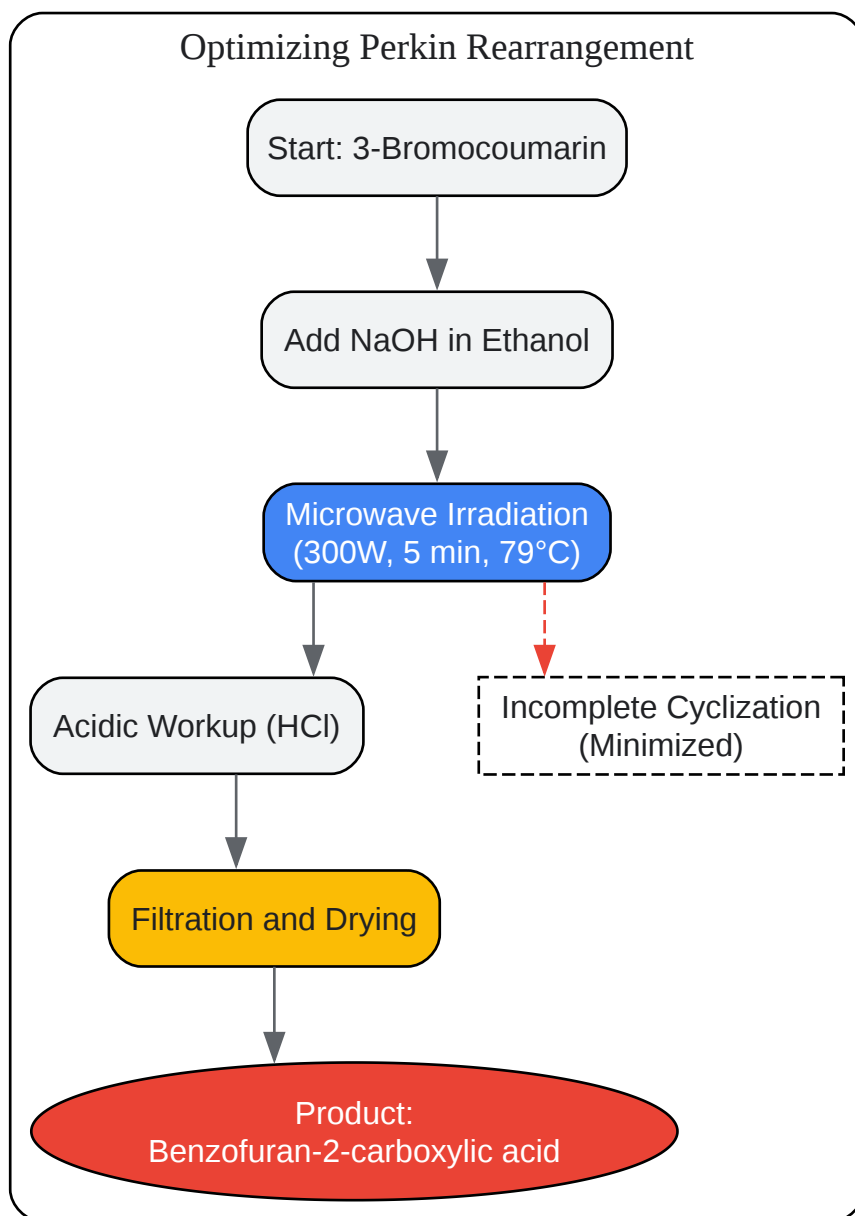 Optimizing Perkin Rearrangement
Start: 3-Bromocoumarin
Add NaOH in Ethanol
Microwave Irradiation
(300W, 5 min, 79°C)
Acidic Workup (HCl)
Incomplete Cyclization
(Minimized)
Filtration and Drying
Product:
Benzofuran-2-carboxylic acid